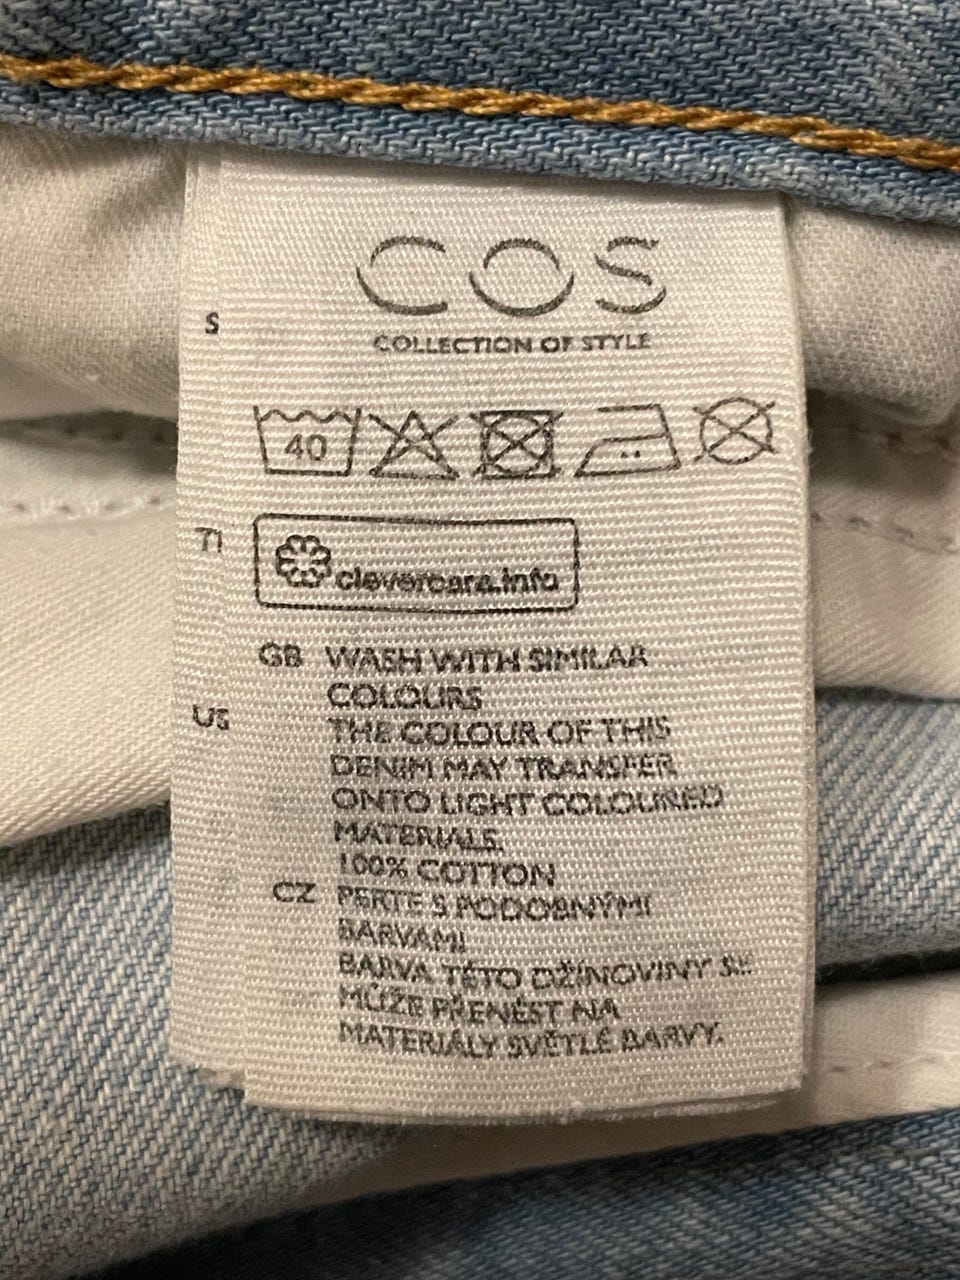 COS
COLLECTION OF STYLE
S
40
TI
clevercare.info
GB WASH WITH SIMILAR
COLOURS
US
THE COLOUR OF THIS
DENIM MAY TRANSFER
ONTO LIGHT COLOURED
MATERIALS.
100% COTTON
CZ PERTE S PODOBNÝMI
BARVAMI
BARVA TÉTO DŽÍNOVINY SE
MŮŽE PŘENÉST NA
MATERIÁLY SVĚTLÉ BARVY.